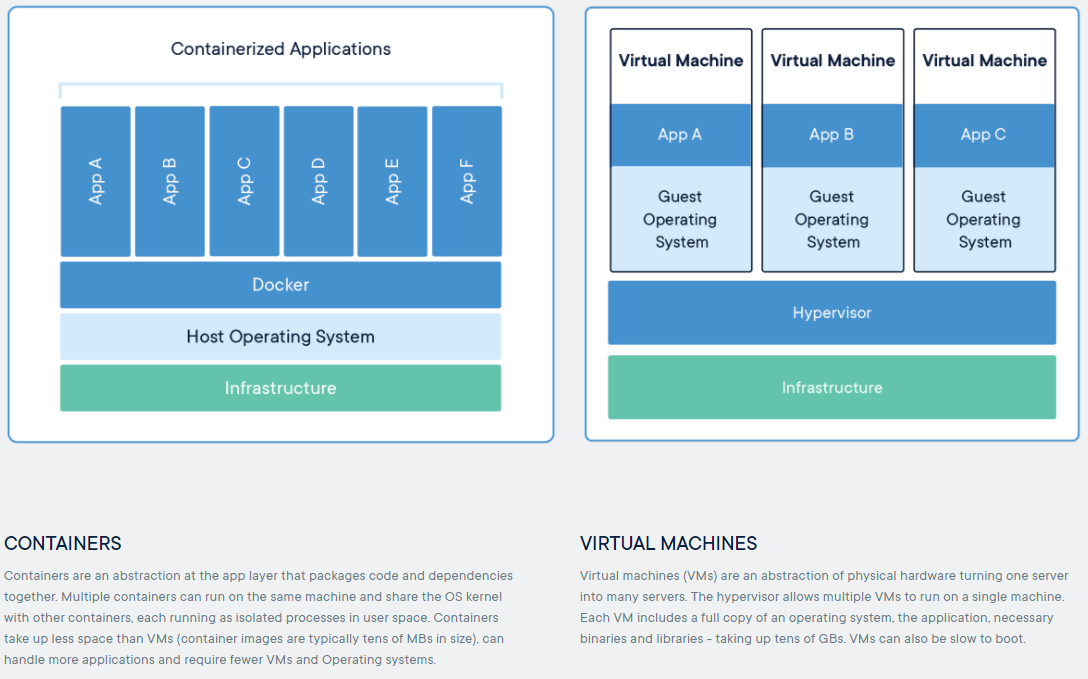 Containerized Applications
App A
App B
App C
App D
App E
App F
Docker
Host Operating System
Infrastructure
Virtual Machine
App A
Guest
Operating
System
Virtual Machine
App B
Guest
Operating
System
Virtual Machine
App C
Guest
Operating
System
Hypervisor
Infrastructure
CONTAINERS
Containers are an abstraction at the app layer that packages code and dependencies
together. Multiple containers can run on the same machine and share the OS kernel
with other containers, each running as isolated processes in user space. Containers
take up less space than VMs (container images are typically tens of MBs in size), can
handle more applications and require fewer VMs and Operating systems.
VIRTUAL MACHINES
Virtual machines (VMs) are an abstraction of physical hardware turning one server
into many servers. The hypervisor allows multiple VMs to run on a single machine.
Each VM includes a full copy of an operating system, the application, necessary
binaries and libraries - taking up tens of GBs. VMs can also be slow to boot.